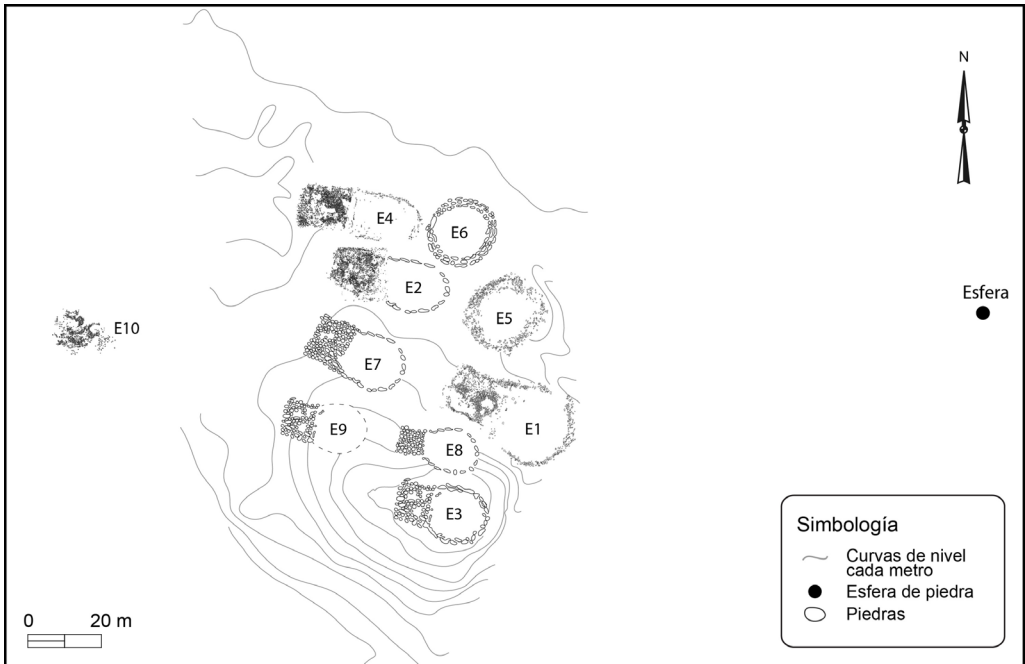 N
E4
E6
E2
E5
Esfera
E10
E7
E9
E1
E8
E3
Simbología
Curvas de nivel
cada metro
Esfera de piedra
Piedras
0 20 m